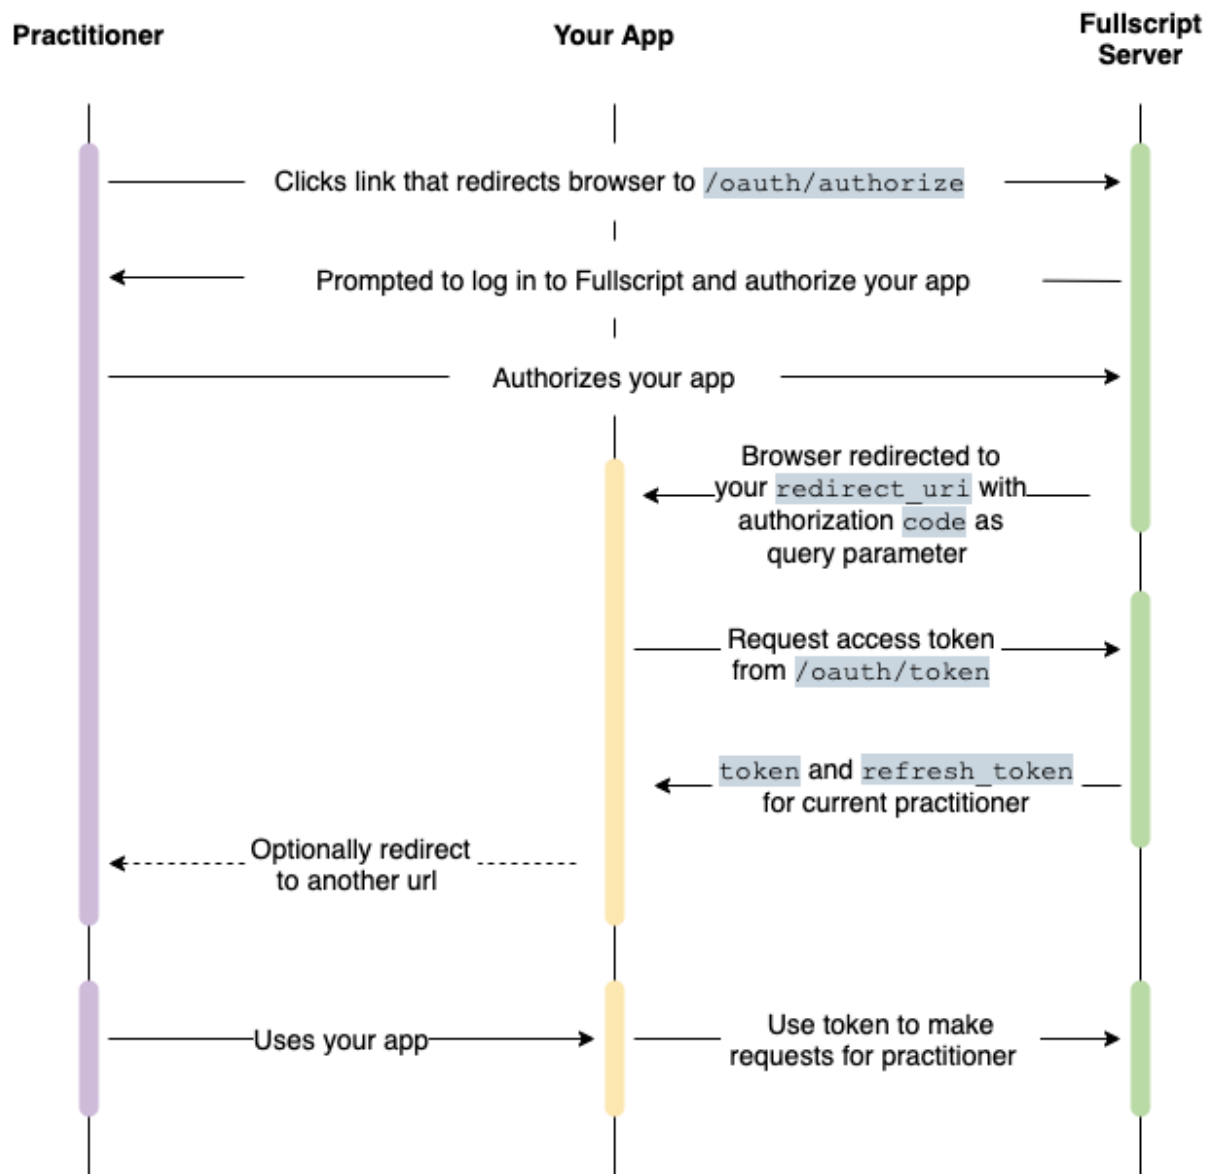 Practitioner
Your App
Fullscript
Server
Clicks link that redirects browser to /oauth/authorize
Prompted to log in to Fullscript and authorize your app
Authorizes your app
Browser redirected to
your redirect_uri with
authorization code as
query parameter
Request access token
from /oauth/token
token and refresh_token
for current practitioner
Optionally redirect
to another url
Uses your app
Use token to make
requests for practitioner